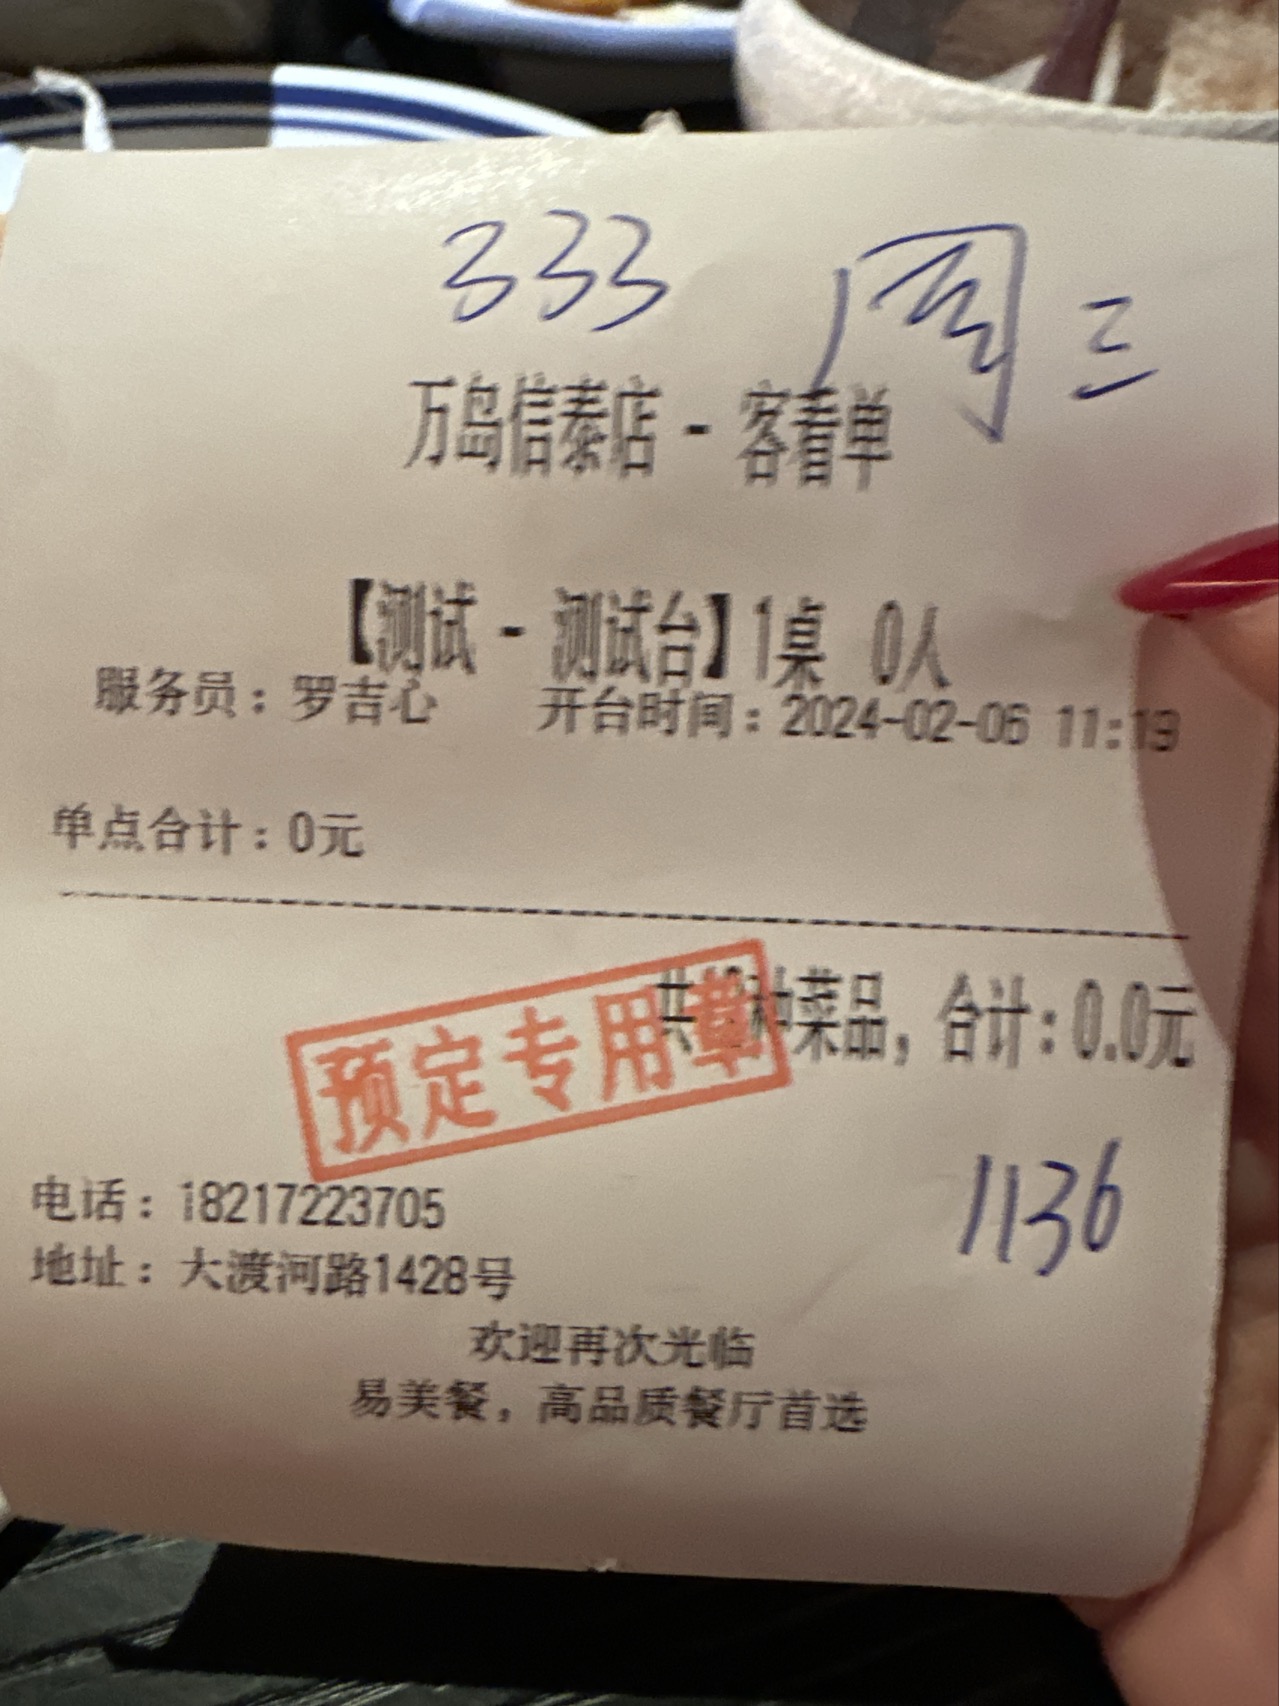 333 周三
万岛信泰店 - 客看单
【测试 - 测试台】1桌 0人
服务员：罗吉心 开台时间：2024-02-06 11:19
单点合计：0元
共 种菜品，合计：0.0元
预定专用章
1136
电话：18217223705
地址：大渡河路1428号
欢迎再次光临
易美餐，高品质餐厅首选